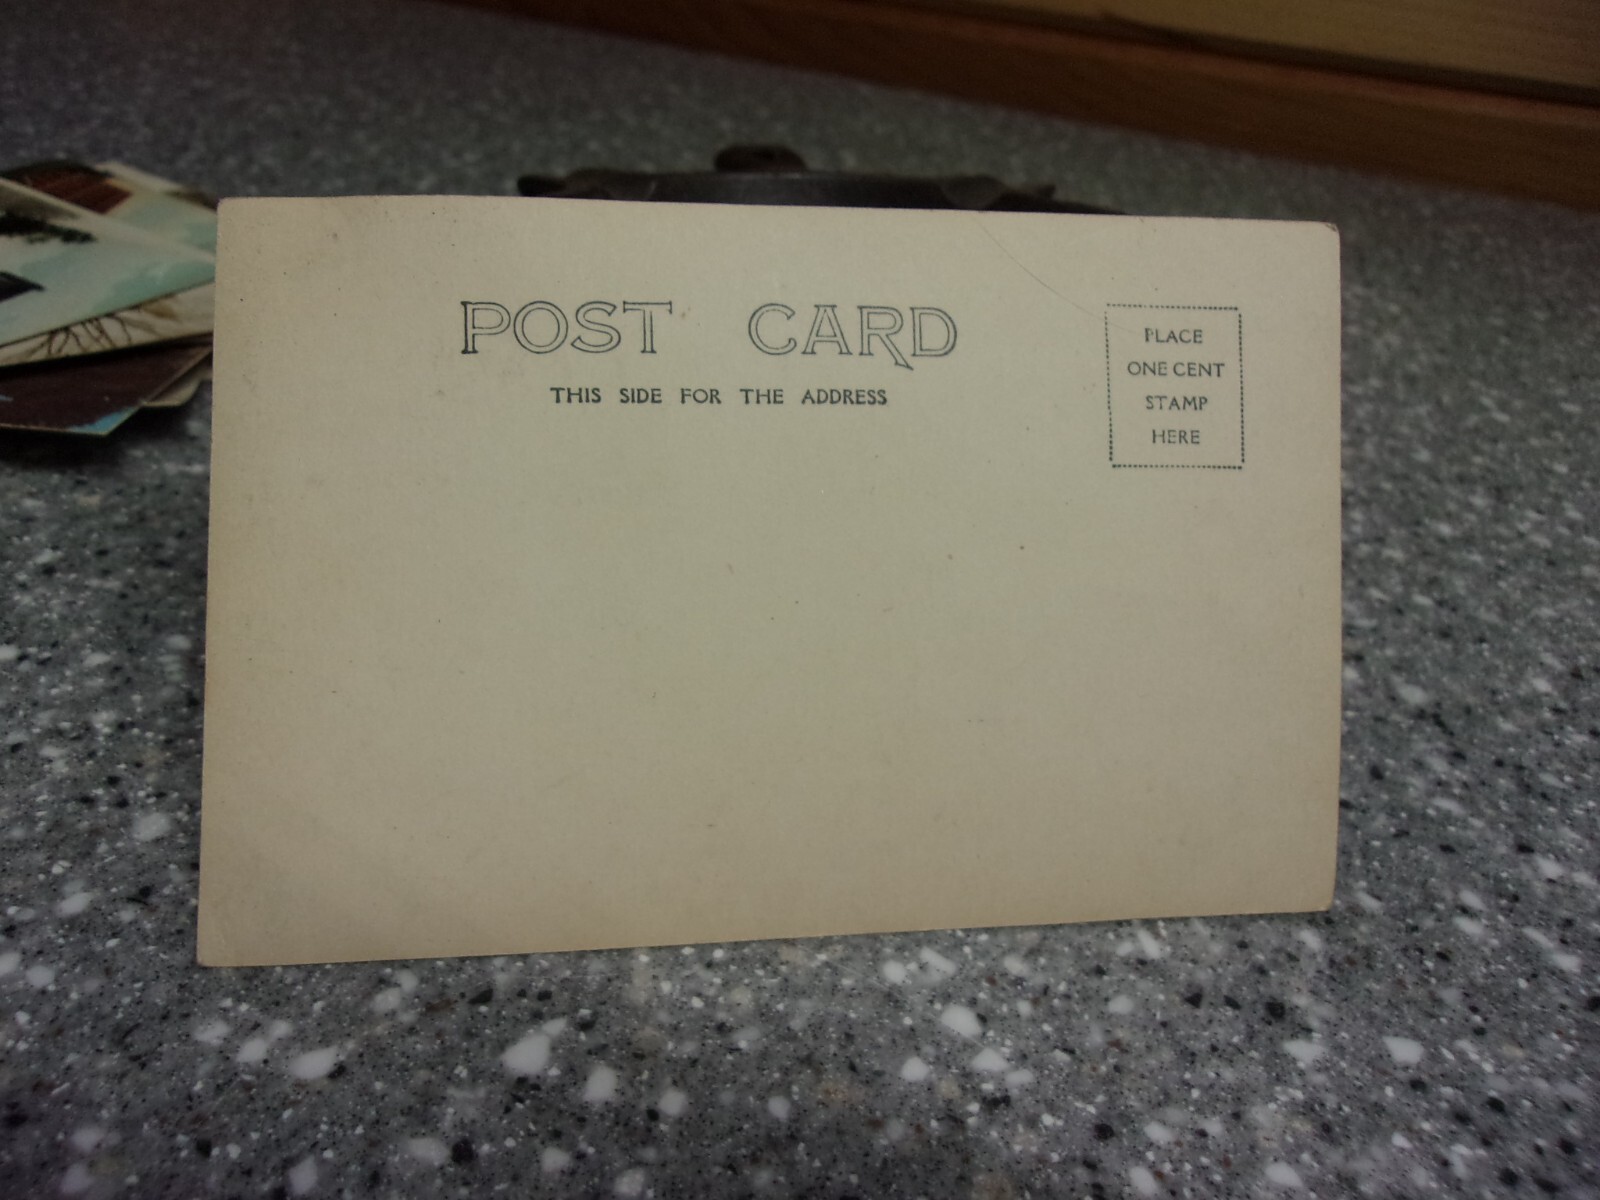 POST CARD
THIS SIDE FOR THE ADDRESS
PLACE
ONE CENT
STAMP
HERE